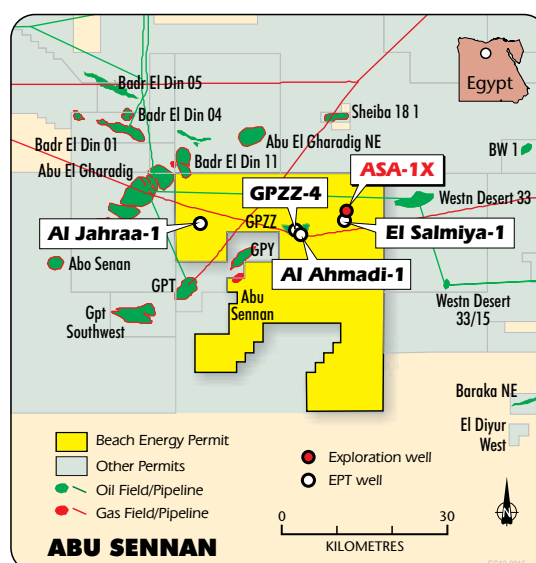 Badr El Din 05
Egypt
Badr El Din 04
Sheiba 18 1
Badr El Din 01
Abu El Gharadig NE
BW 1
Abu El Gharadig
Badr El Din 11
ASA-1X
GPZZ-4
Westn Desert 33
Al Jahraa-1
GPZZ
El Salmiya-1
GPY
Al Ahmadi-1
Abo Senan
GPT
Abu
Sennan
Gpt
Southwest
Westn Desert
33/15
Baraka NE
El Diyur
West
Beach Energy Permit
Other Permits
Oil Field/Pipeline
Gas Field/Pipeline
Exploration well
EPT well
N
0
30
KILOMETRES
ABU SENNAN